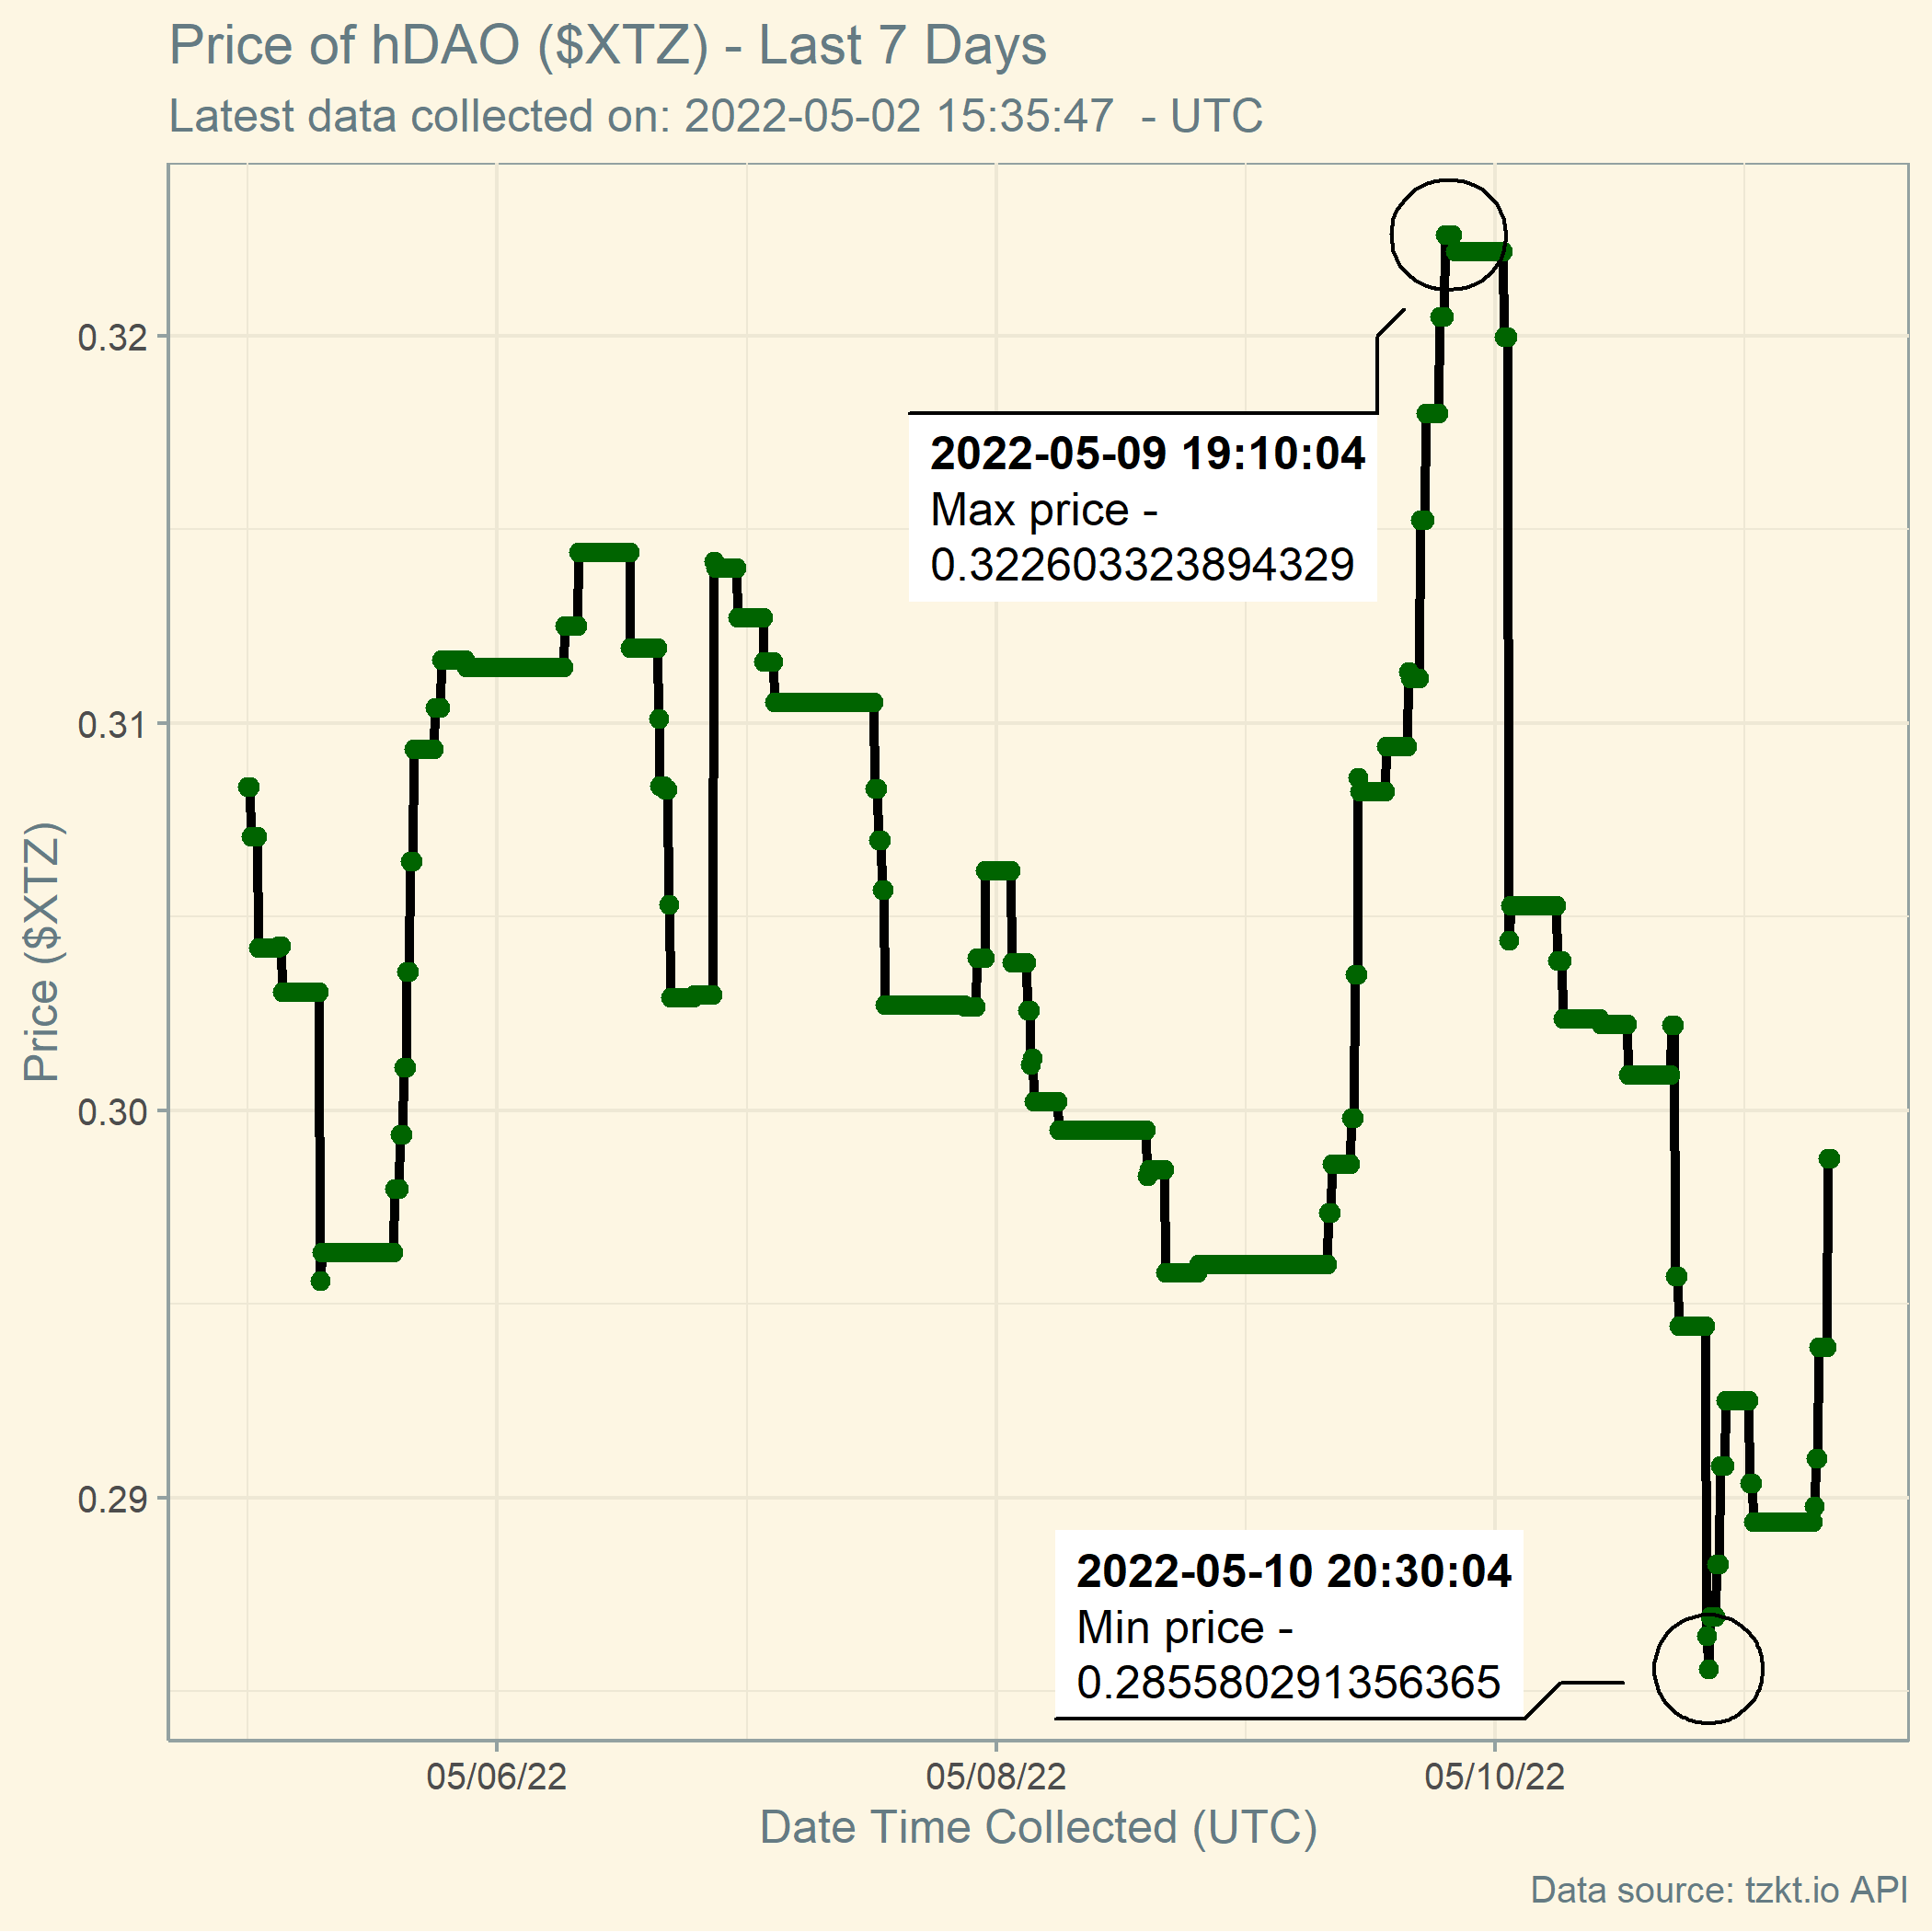 Price of hDAO ($XTZ) - Last 7 Days
Latest data collected on: 2022-05-02 15:35:47  - UTC
0.32
0.31
0.30
0.29
Price ($XTZ)
2022-05-09 19:10:04
Max price -
0.322603323894329
2022-05-10 20:30:04
Min price -
0.285580291356365
05/06/22
05/08/22
05/10/22
Date Time Collected (UTC)
Data source: tzkt.io API